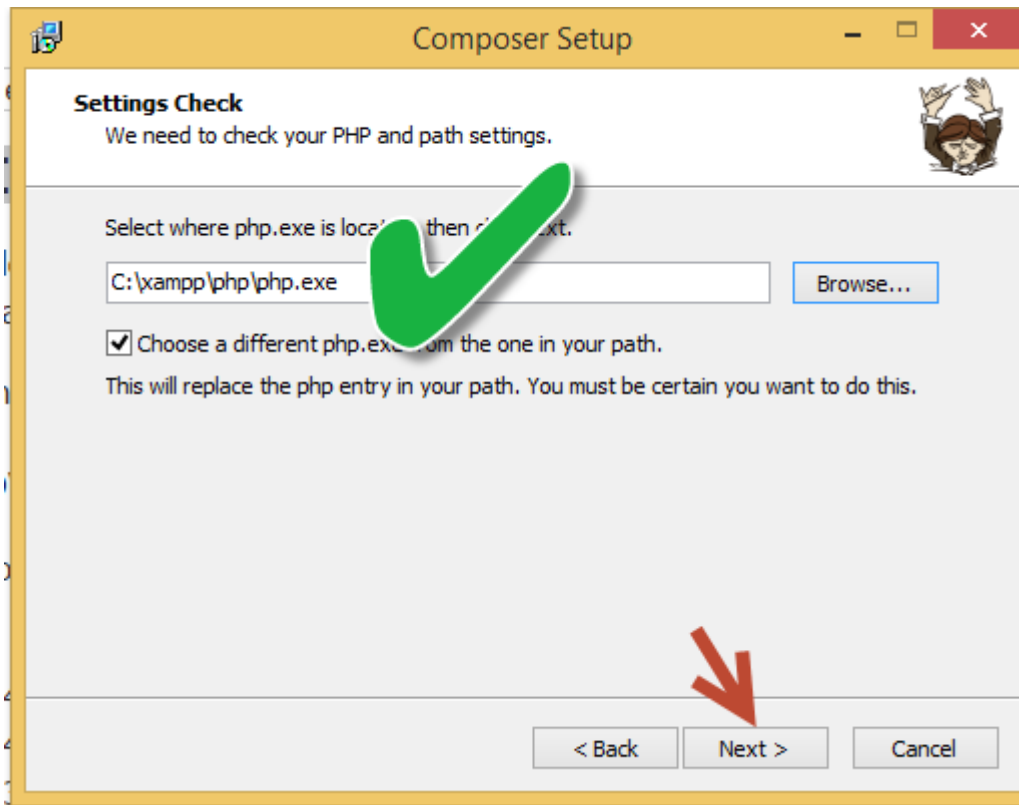 Composer Setup
Settings Check
We need to check your PHP and path settings.
Select where php.exe is then
C:\xampp\php\php.exe
Browse...
Choose a different php.exe from the one in your path.
This will replace the php entry in your path. You must be certain you want to do this.
< Back
Next >
Cancel